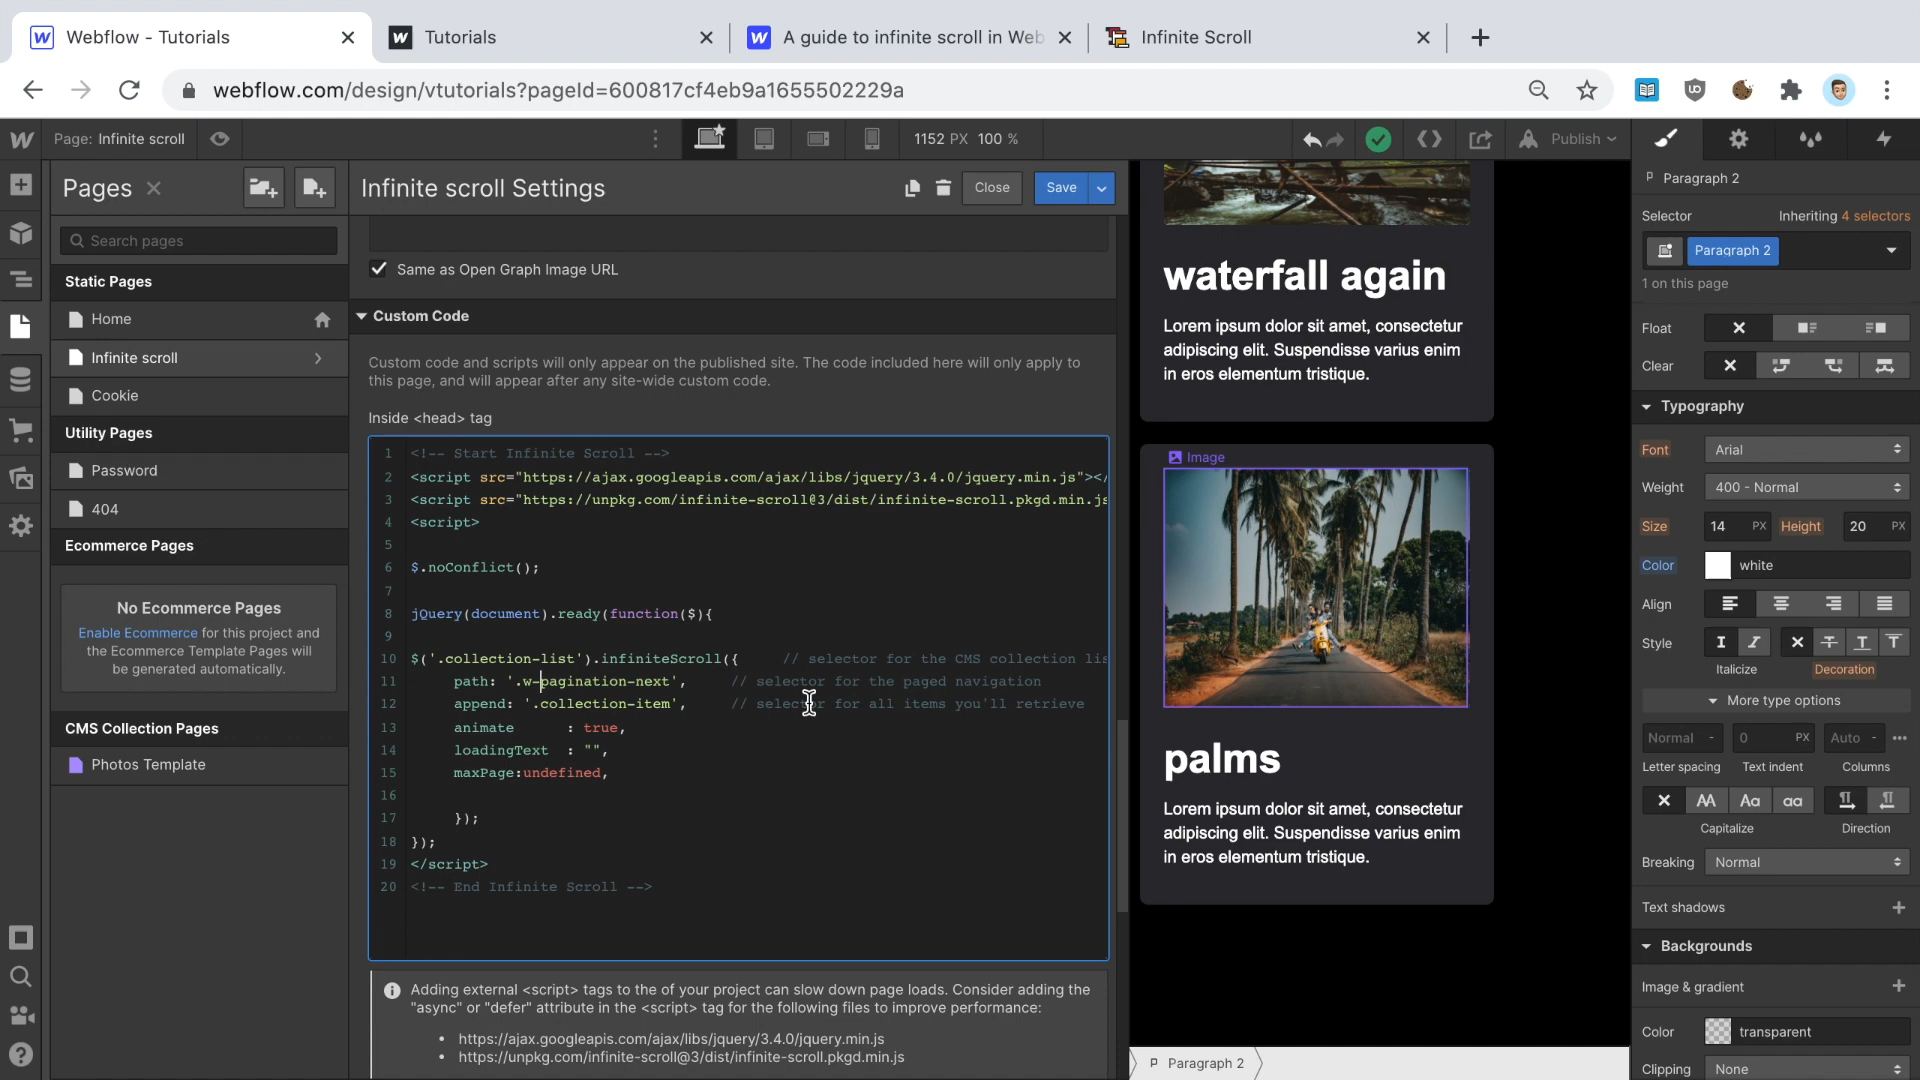 Webflow - Tutorials
Tutorials
A guide to infinite scroll in Web
Infinite Scroll
webflow.com/design/vtutorials?pageId=600817cf4eb9a1655502229a
Page: Infinite scroll
1152 PX 100 %
Publish
Pages
Search pages
Static Pages
Home
Infinite scroll
Cookie
Utility Pages
Password
404
Ecommerce Pages
No Ecommerce Pages
Enable Ecommerce for this project and
the Ecommerce Template Pages will
be generated automatically.
CMS Collection Pages
Photos Template
Infinite scroll Settings
Close
Save
Same as Open Graph Image URL
Custom Code
Custom code and scripts will only appear on the published site. The code included here will only apply to
this page, and will appear after any site-wide custom code.
Inside <head> tag
1 <!-- Start Infinite Scroll -->
2 <script src="https://ajax.googleapis.com/ajax/libs/jquery/3.4.0/jquery.min.js"></
3 <script src="https://unpkg.com/infinite-scroll@3/dist/infinite-scroll.pkgd.min.js
4 <script>
5
6 $.noConflict();
7
8 jQuery(document).ready(function($){
9
10 $('.collection-list').infiniteScroll({     // selector for the CMS collection lis
11 path: '.w-pagination-next',     // selector for the paged navigation
12 append: '.collection-item',     // selector for all items you'll retrieve
13 animate      : true,
14 loadingText  : "",
15 maxPage:undefined,
16
17 });
18 });
19 </script>
20 <!-- End Infinite Scroll -->
Adding external <script> tags to the of your project can slow down page loads. Consider adding the
"async" or "defer" attribute in the <script> tag for the following files to improve performance:
• https://ajax.googleapis.com/ajax/libs/jquery/3.4.0/jquery.min.js
• https://unpkg.com/infinite-scroll@3/dist/infinite-scroll.pkgd.min.js
waterfall again
Lorem ipsum dolor sit amet, consectetur
adipiscing elit. Suspendisse varius enim
in eros elementum tristique.
Image
palms
Lorem ipsum dolor sit amet, consectetur
adipiscing elit. Suspendisse varius enim
in eros elementum tristique.
Paragraph 2
Paragraph 2
Selector
Inheriting 4 selectors
Paragraph 2
1 on this page
Float
Clear
Typography
Font
Arial
Weight
400 - Normal
Size
14 PX
Height
20 PX
Color
white
Align
Style
Italicize
Decoration
More type options
Normal -
0 PX
Auto -
Letter spacing
Text indent
Columns
AA
Aa
aa
Capitalize
Direction
Breaking
Normal
Text shadows
Backgrounds
Image & gradient
Color
transparent
Clipping
None